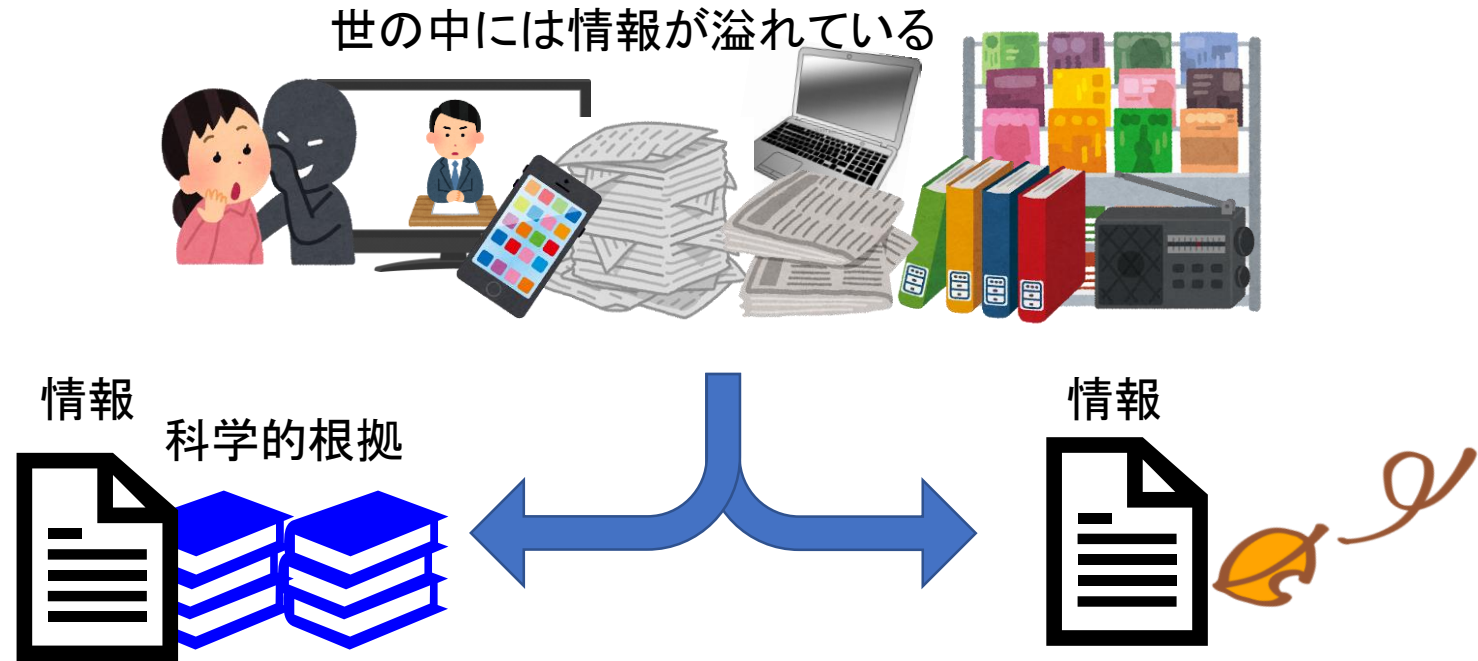 世の中には情報が溢れている
情報
科学的根拠
情報